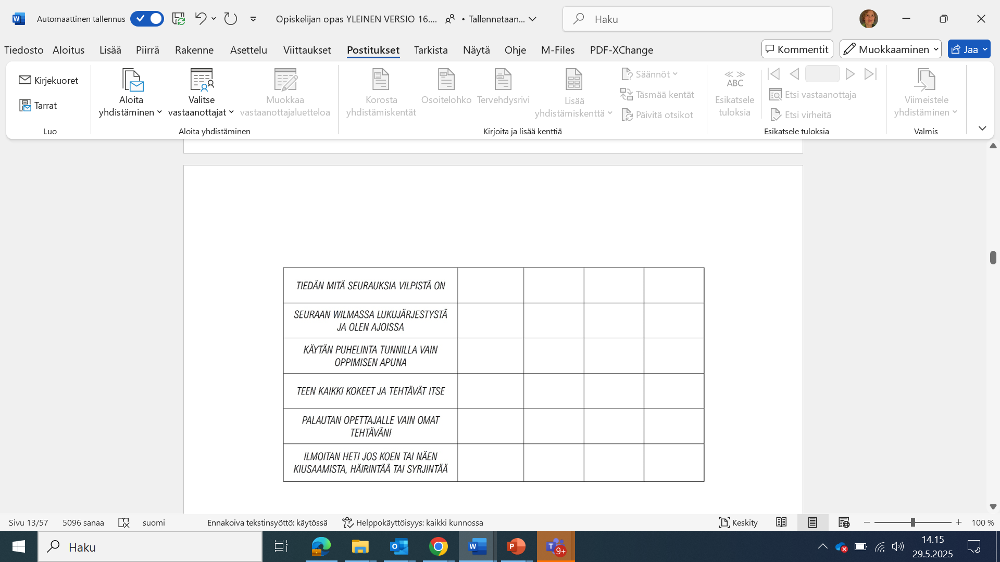 Automaattinen tallennus
Opiskelijan opas YLEINEN VERSIO 16.... • Tallennetaan...
Haku
Tiedosto Aloitus Lisää Piirrä Rakenne Asettelu Viittaukset Postitukset Tarkista Näytä Ohje M-Files PDF-XChange
Kommentit Muokkaaminen Jaa
Kirjekuoret
Tarrat
Luo
Aloita
yhdistäminen
Valitse
vastaanottajat
Muokkaa
vastaanottajaluetteloa
Aloita yhdistäminen
Korosta
yhdistämiskentät
Osoitelohko
Tervehdysrivi
Lisää
yhdistämiskenttä
Säännöt
Täsmää kentät
Päivitä otsikot
Kirjoita ja lisää kenttiä
ABC
Esikatsele
tuloksia
Etsi vastaanottaja
Etsi virheitä
Esikatsele tuloksia
Viimeistele
yhdistäminen
Valmis
TIEDÄN MITÄ SEURAUKSIA VILPISTÄ ON
SEURAAN WILMASSA LUKUJÄRJESTYSTÄ
JA OLEN AJOISSA
KÄYTÄN PUHELINTA TUNNILLA VAIN
OPPIMISEN APUNA
TEEN KAIKKI KOKEET JA TEHTÄVÄT ITSE
PALAUTAN OPETTAJALLE VAIN OMAT
TEHTÄVÄNI
ILMOITAN HETI JOS KOEN TAI NÄEN
KIUSAAMISTA, HÄIRINTÄÄ TAI SYRJINTÄÄ
Sivu 13/57 5096 sanaa suomi Ennakoiva tekstinsyöttö: käytössä Helppokäyttöisyys: kaikki kunnossa Keskity 100 %
Haku
9+
14.15
29.5.2025